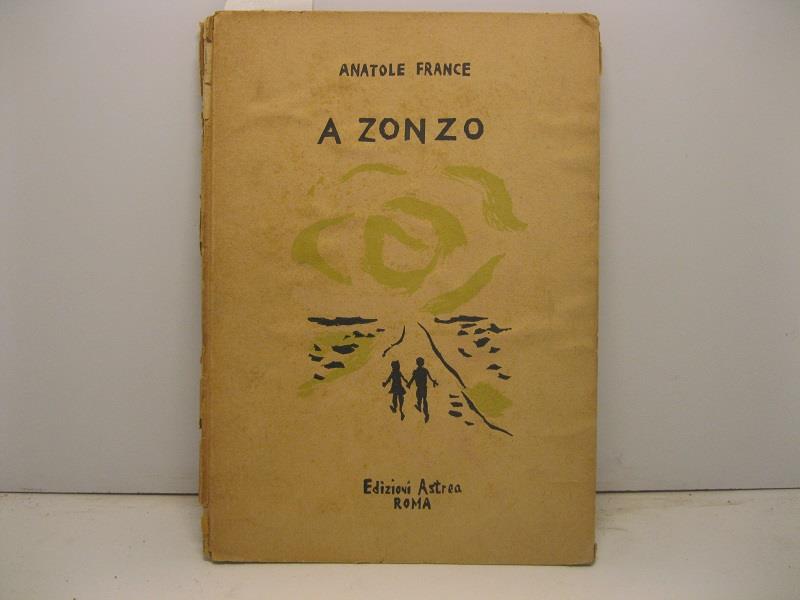 ANATOLE FRANCE
A ZONZO
Edizioni Astrea
ROMA